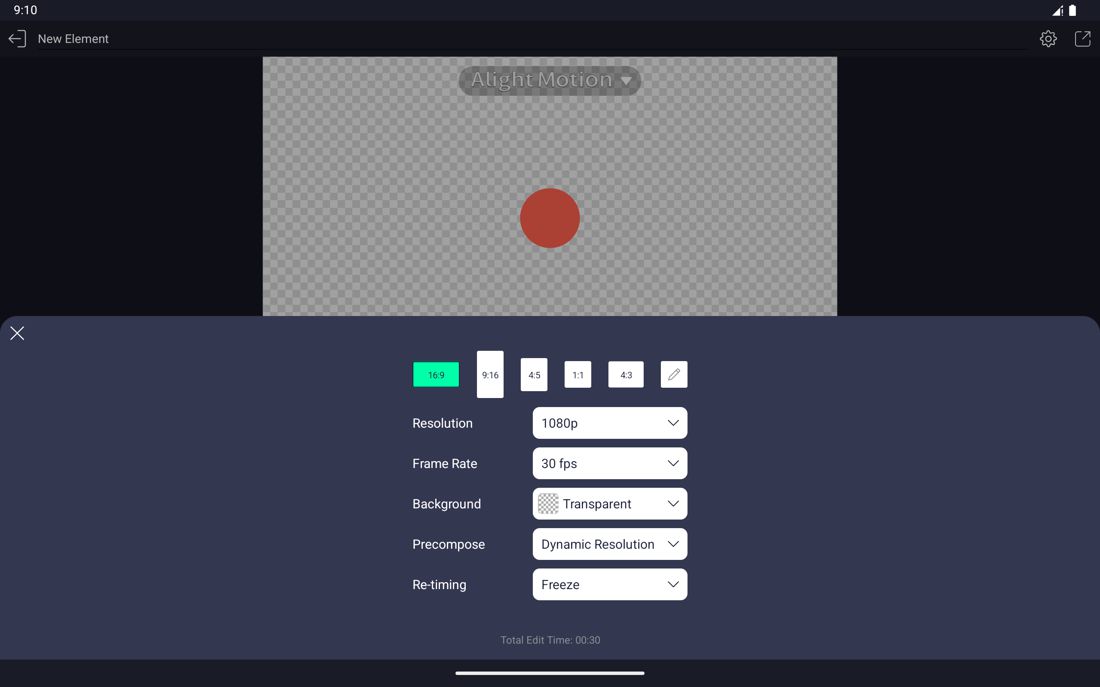 9:10
New Element
Alight Motion
16:9 9:16 4:5 1:1 4:3
Resolution 1080p
Frame Rate 30 fps
Background Transparent
Precompose Dynamic Resolution
Re-timing Freeze
Total Edit Time: 00:30